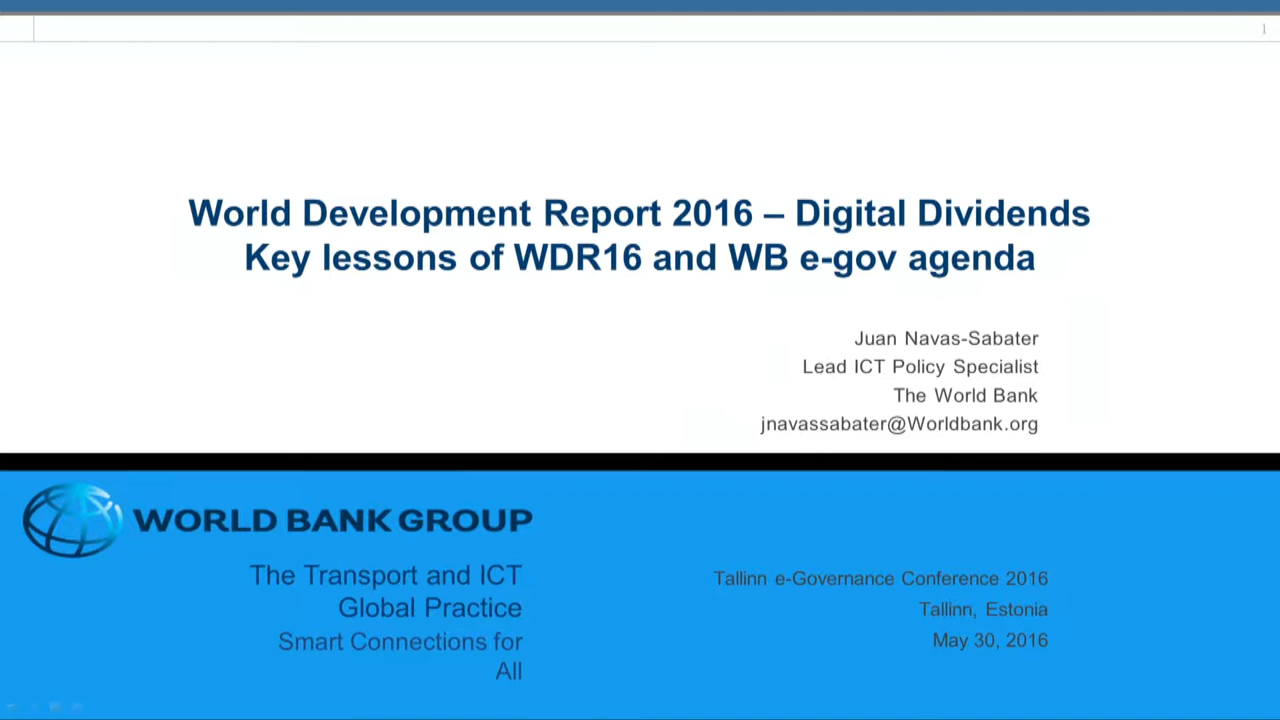 1
World Development Report 2016 – Digital Dividends
Key lessons of WDR16 and WB e-gov agenda
Juan Navas-Sabater
Lead ICT Policy Specialist
The World Bank
jnavassabater@Worldbank.org
WORLD BANK GROUP
The Transport and ICT
Global Practice
Smart Connections for
All
Tallinn e-Governance Conference 2016
Tallinn, Estonia
May 30, 2016